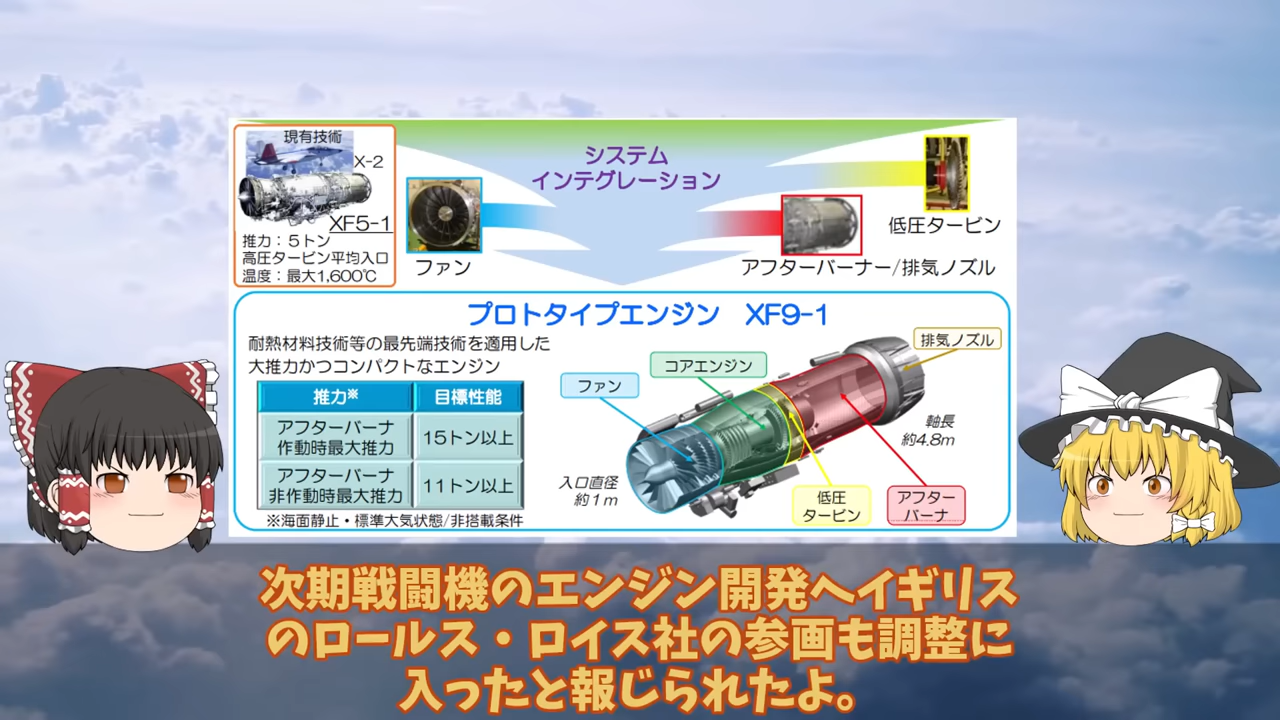 現有技術
X-2
XF5-1
推力：５トン
高圧タービン平均入口
温度：最大1,600℃
ファン
システム
インテグレーション
低圧タービン
アフターバーナー/排気ノズル
プロトタイプエンジン　XF9-1
耐熱材料技術等の最先端技術を適用した
大推力かつコンパクトなエンジン
推力※
目標性能
アフターバーナ
作動時最大推力
15トン以上
アフターバーナ
非作動時最大推力
11トン以上
※海面静止・標準大気状態/非搭載条件
ファン
コアエンジン
排気ノズル
入口直径
約１ｍ
軸長
約4.8m
低圧
タービン
アフター
バーナ
次期戦闘機のエンジン開発へイギリス
のロールス・ロイス社の参画も調整に
入ったと報じられたよ。